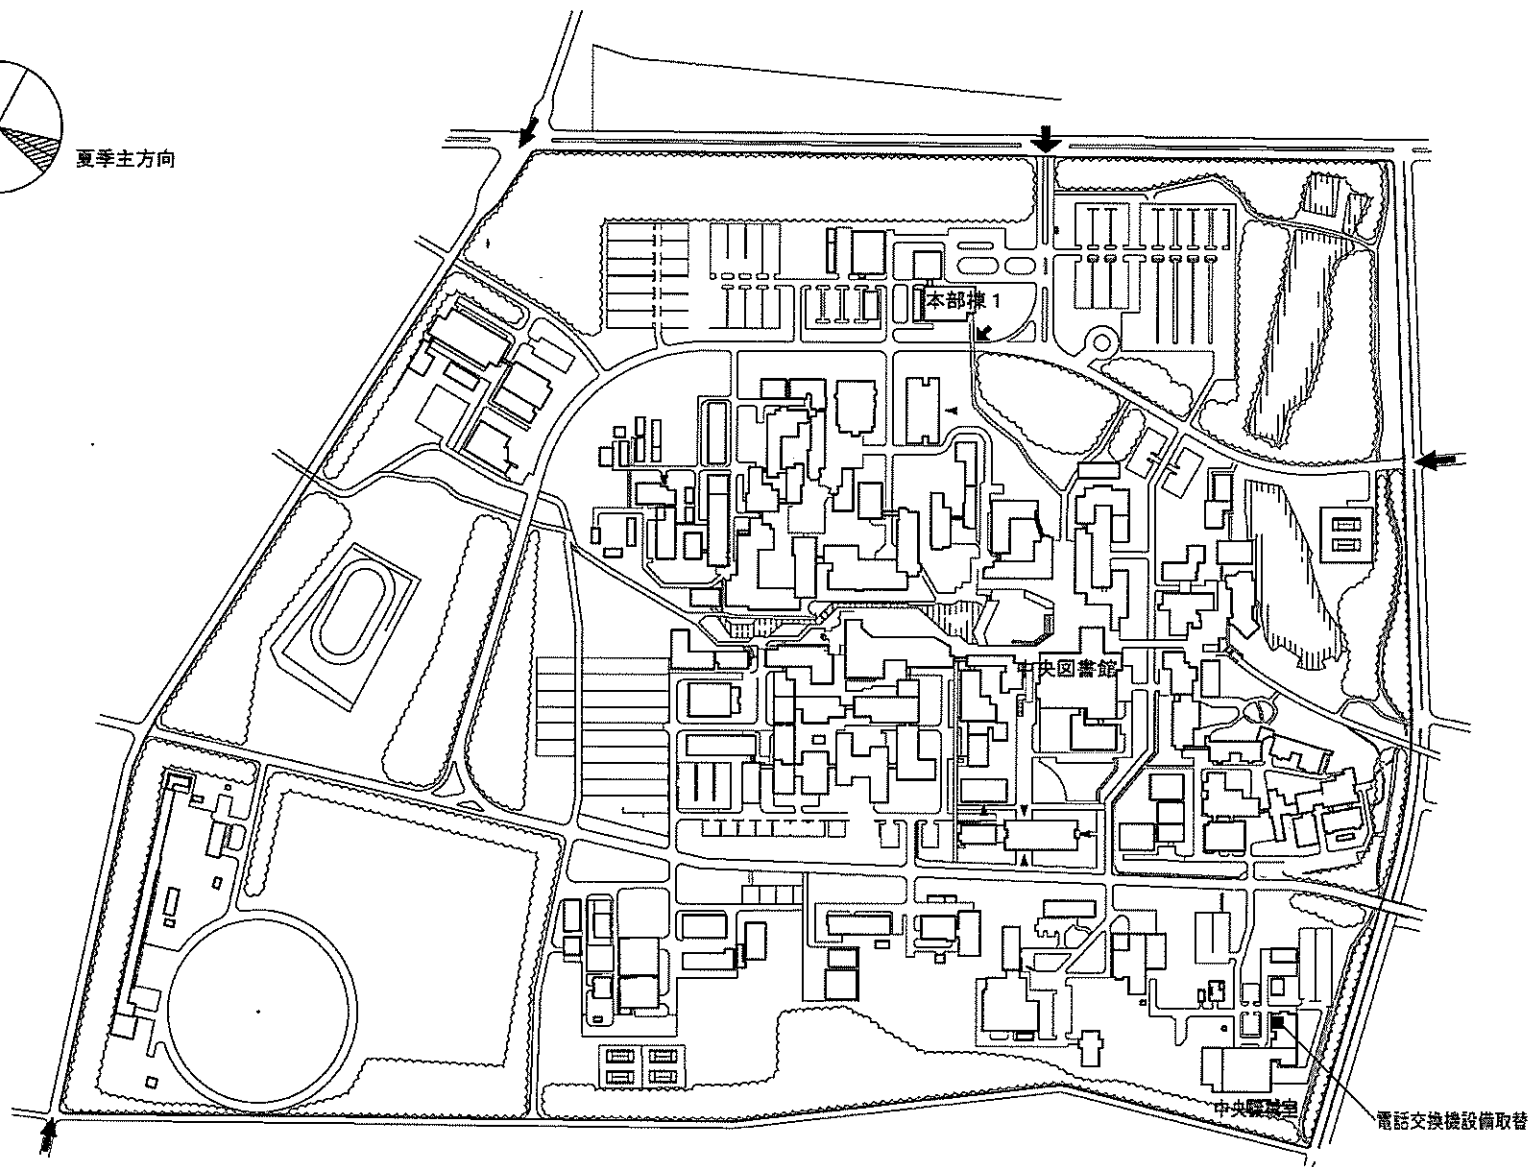 夏季主方向
本部棟1
中央図書館
電話交換機設備取替